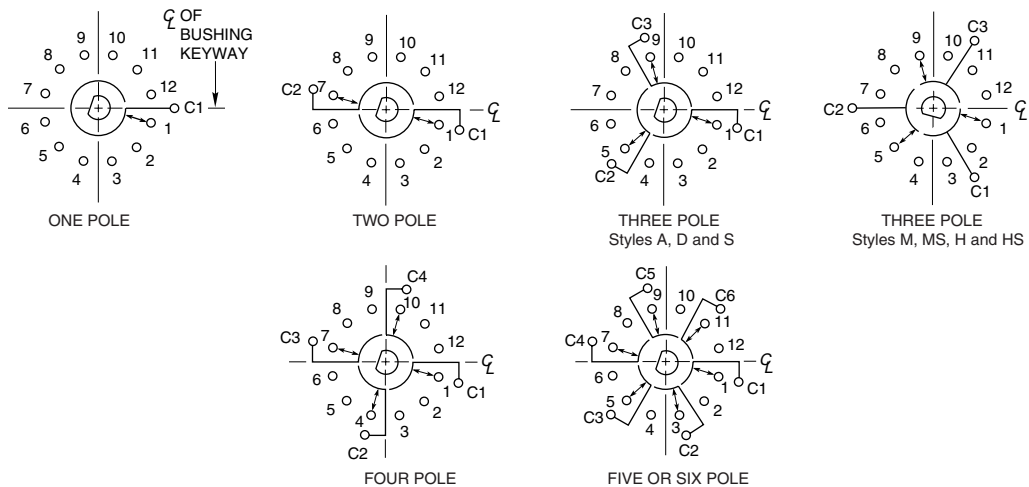 ℄ OF
BUSHING
KEYWAY
9 10
8 11
7 12
C1
6 1
5 2
4 3
ONE POLE
9 10
8 11
C2 7 12
℄
6 1 C1
5 2
4 3
TWO POLE
C3
9 10
8 11
7 12
℄
6 1 C1
5 2
C2 4 3
THREE POLE
Styles A, D and S
C3
9 10
8 11
7 12
C2 ℄
6 1
5 2
4 3
C1
THREE POLE
Styles M, MS, H and HS
C4
9 10
8 11
C3 7 12
℄
6 1 C1
5 2
4 3
C2
FOUR POLE
C5
9 10 C6
8 11
C4 7 12
℄
6 1 C1
5 2
C3 4 3
C2
FIVE OR SIX POLE